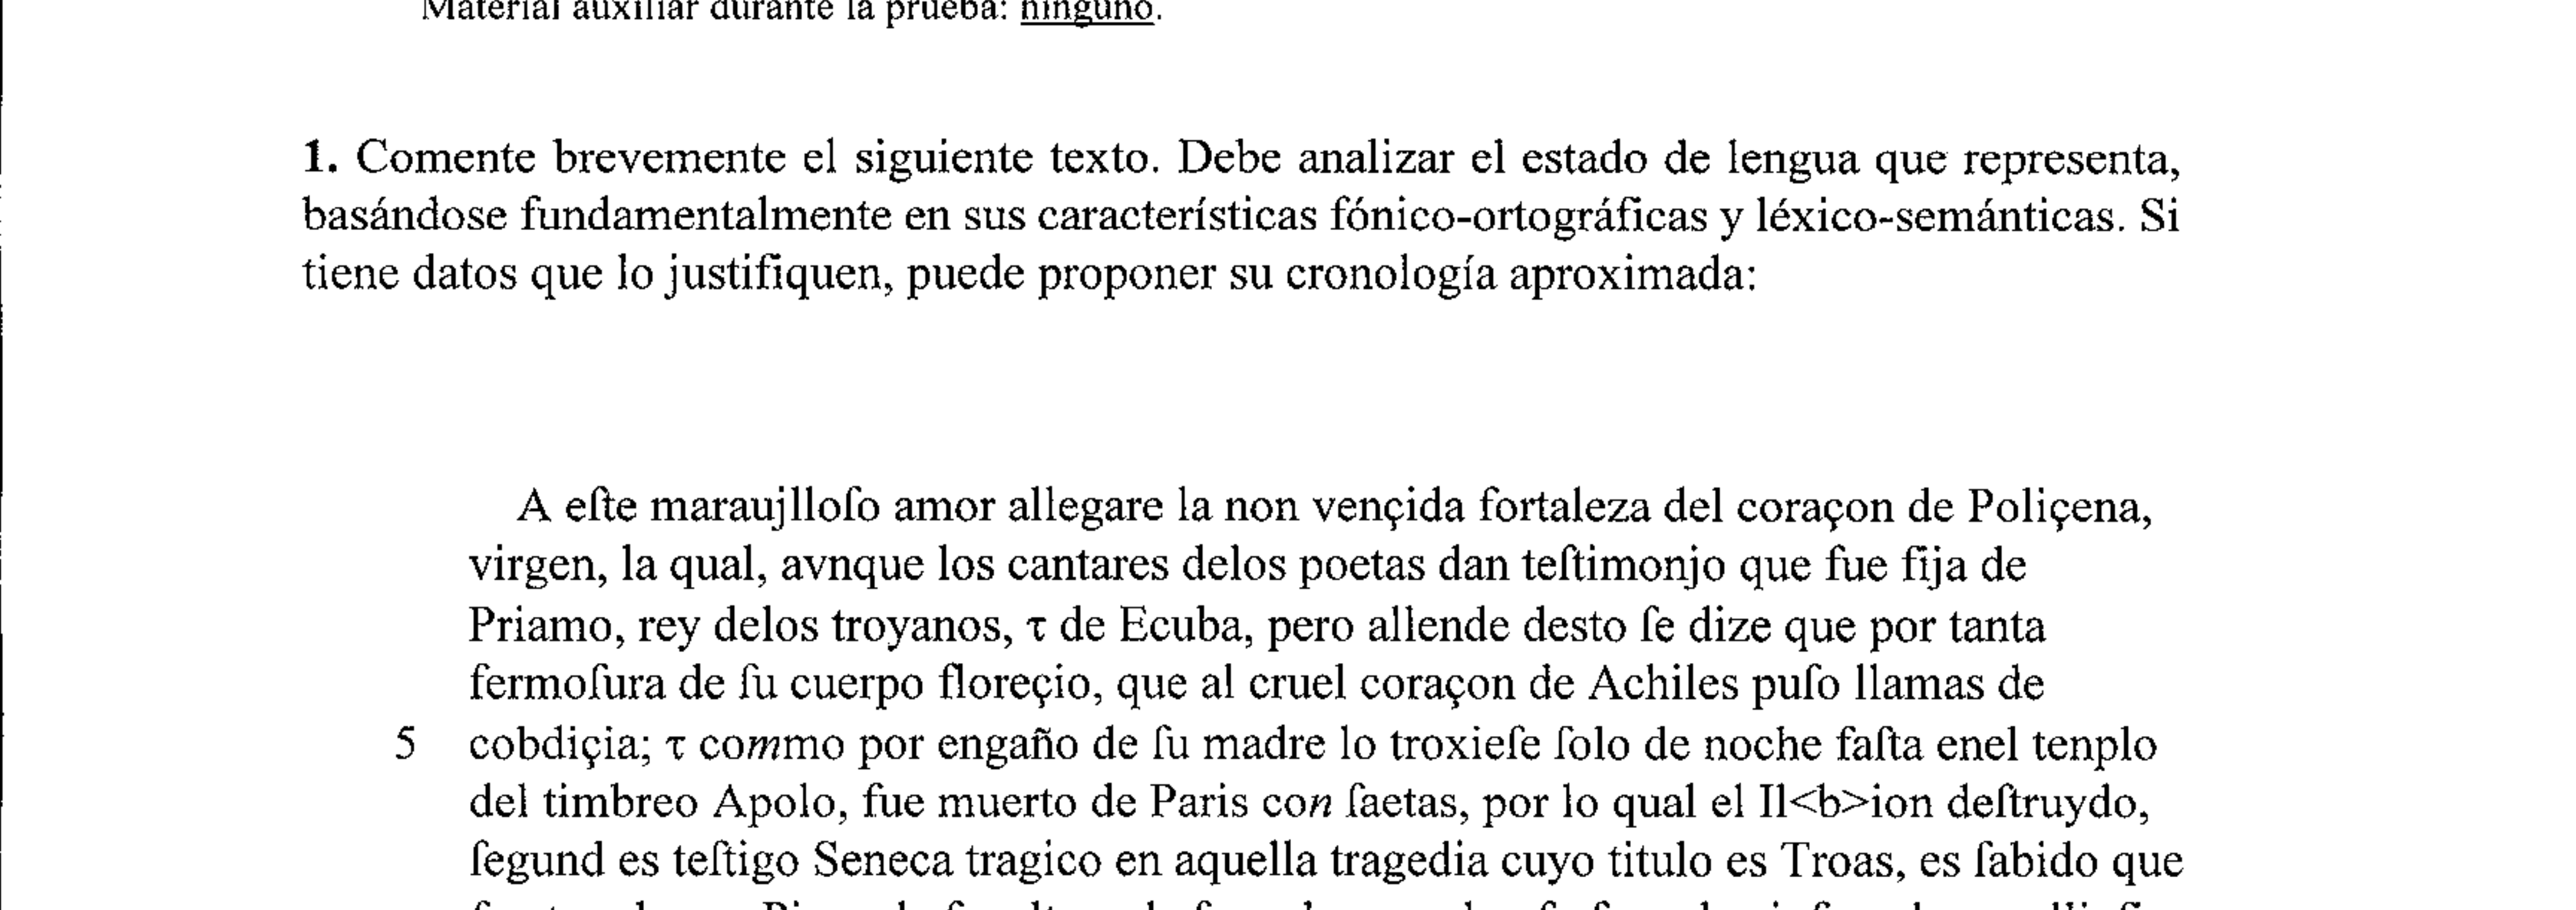 Material auxiliar durante la prueba: ninguno.
1. Comente brevemente el siguiente texto. Debe analizar el estado de lengua que representa,
basándose fundamentalmente en sus características fónico-ortográficas y léxico-semánticas. Si
tiene datos que lo justifiquen, puede proponer su cronología aproximada:
A eſte maraujlloſo amor allegare la non vençida fortaleza del coraçon de Poliçena,
virgen, la qual, avnque los cantares delos poetas dan teſtimonjo que fue fija de
Priamo, rey delos troyanos, τ de Ecuba, pero allende desto ſe dize que por tanta
fermoſura de ſu cuerpo floreçio, que al cruel coraçon de Achiles puſo llamas de
5 cobdiçia; τ commo por engaño de ſu madre lo troxieſe ſolo de noche faſta enel tenplo
del timbreo Apolo, fue muerto de Paris con ſaetas, por lo qual el Il<b>ion deſtruydo,
ſegund es teſtigo Seneca tragico en aquella tragedia cuyo titulo es Troas, es ſabido que